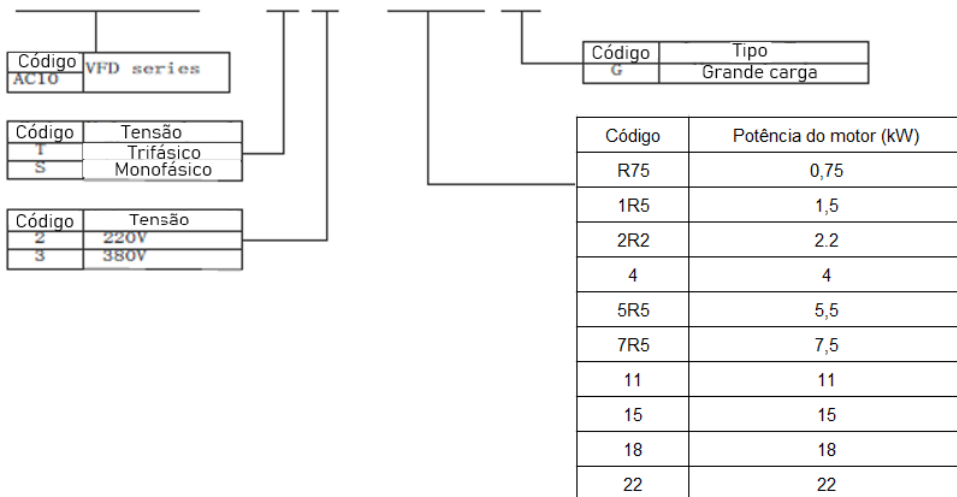 Código VFD series
AC10
Código Tipo
G Grande carga
Código Tensão
T Trifásico
S Monofásico
Código Tensão
2 220V
3 380V
Código Potência do motor (kW)
R75 0,75
1R5 1,5
2R2 2.2
4 4
5R5 5,5
7R5 7,5
11 11
15 15
18 18
22 22